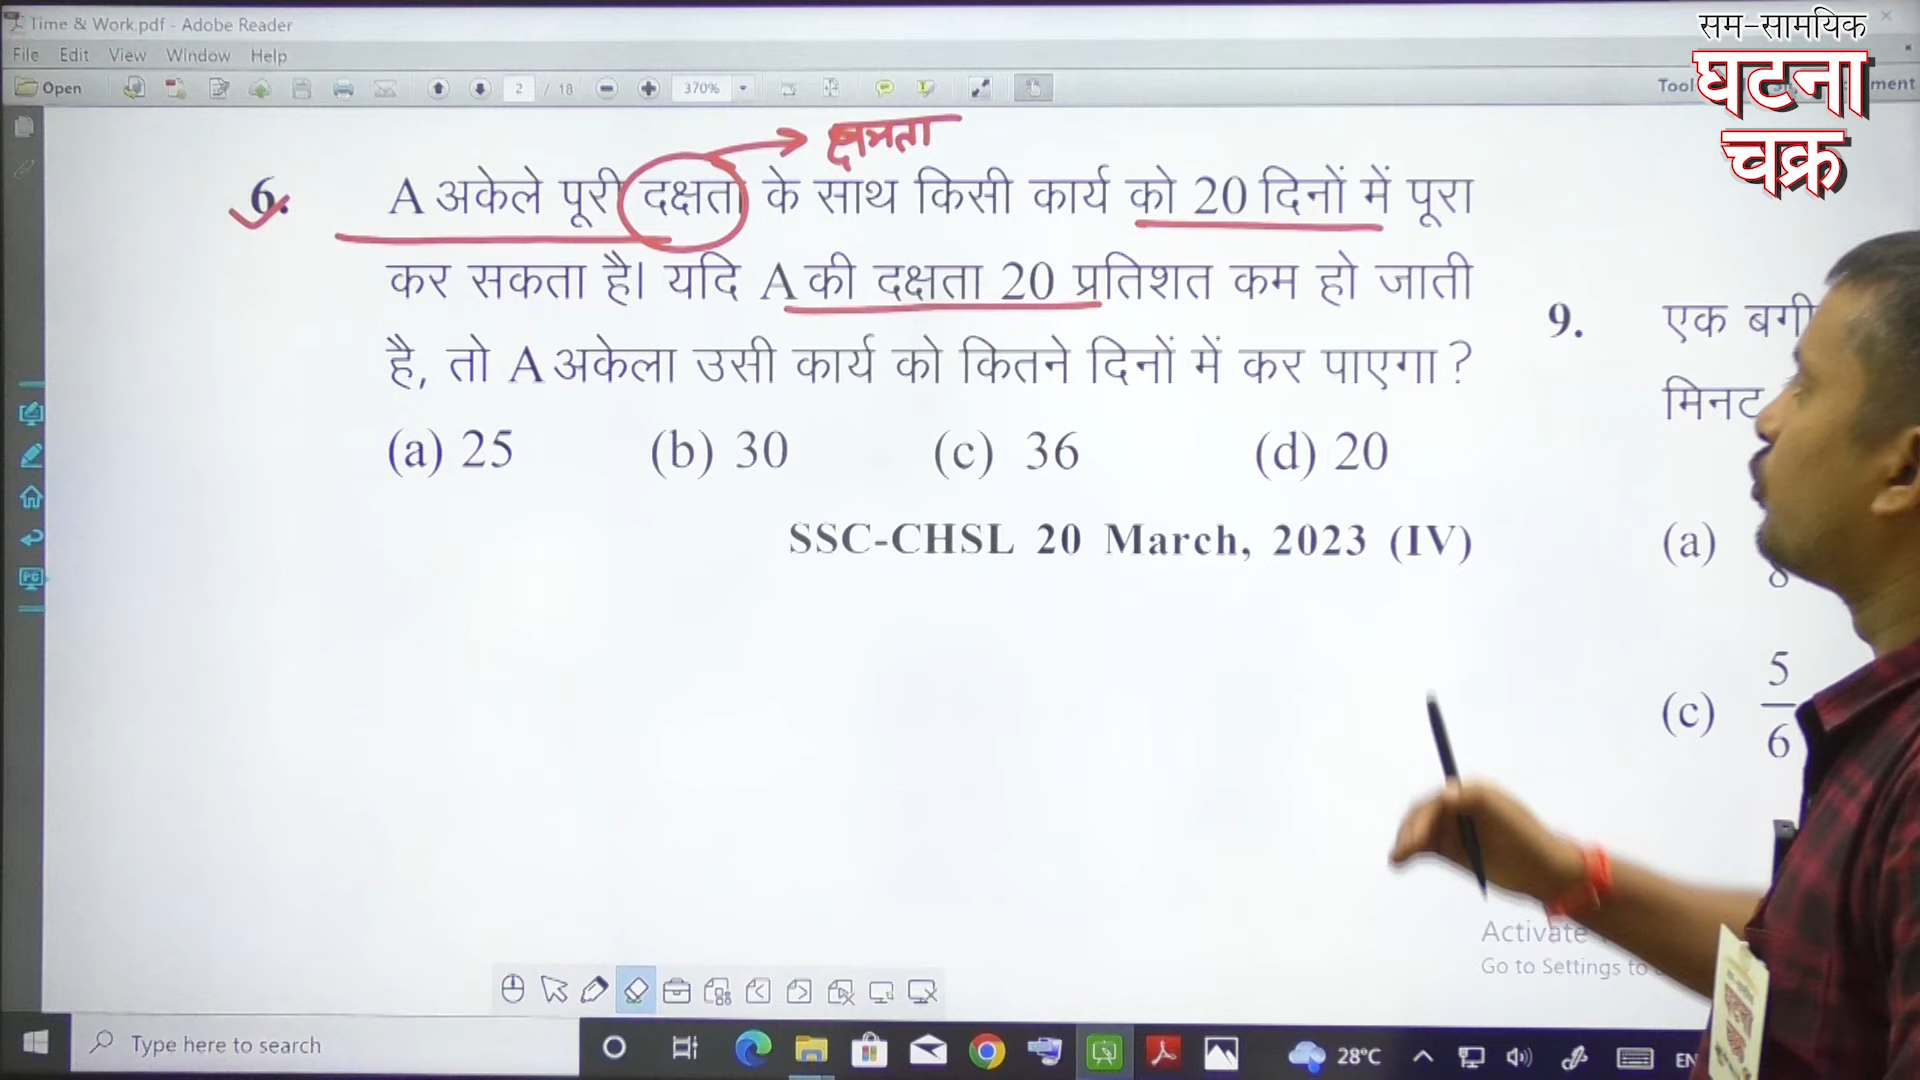 Time & Work.pdf - Adobe Reader
File Edit View Window Help
Open 2 / 18 370% Tool ment
सम-सामयिक
घटना
चक्र
क्षमता
6. A अकेले पूरी दक्षता के साथ किसी कार्य को 20 दिनों में पूरा
कर सकता है। यदि A की दक्षता 20 प्रतिशत कम हो जाती
है, तो A अकेला उसी कार्य को कितने दिनों में कर पाएगा ?
(a) 25 (b) 30 (c) 36 (d) 20
SSC-CHSL 20 March, 2023 (IV)
9. एक बगी
मिनट
(a) 8
(c) 5
6
PC
Activate
Go to Settings to
Type here to search
28°C
EN